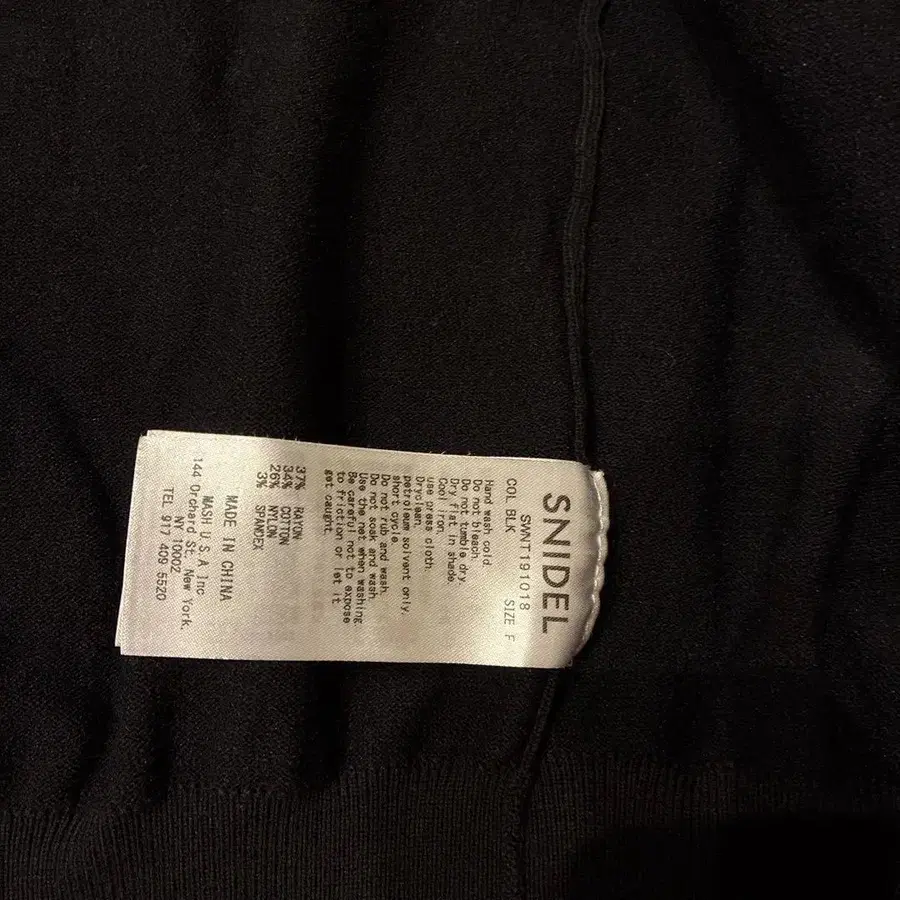 SNIDEL
SWNT191018
COL BLK SIZE F
Hand wash cold.
Do not bleach.
Do not tumble dry.
Dry flat in shade.
Cool iron.
use press cloth.
Dryclean.
petroleum solvent only.
short cycle.
Do not rub and wash.
Do not soak and wash.
Use the net when washing
Be careful not to expose
to friction or let it
get caught.
37% RAYON
34% COTTON
26% NYLON
3% SPANDEX
MADE IN CHINA
MASH U.S.A Inc
144 Orchard St. New York,
NY 10002
TEL 917 409 5520